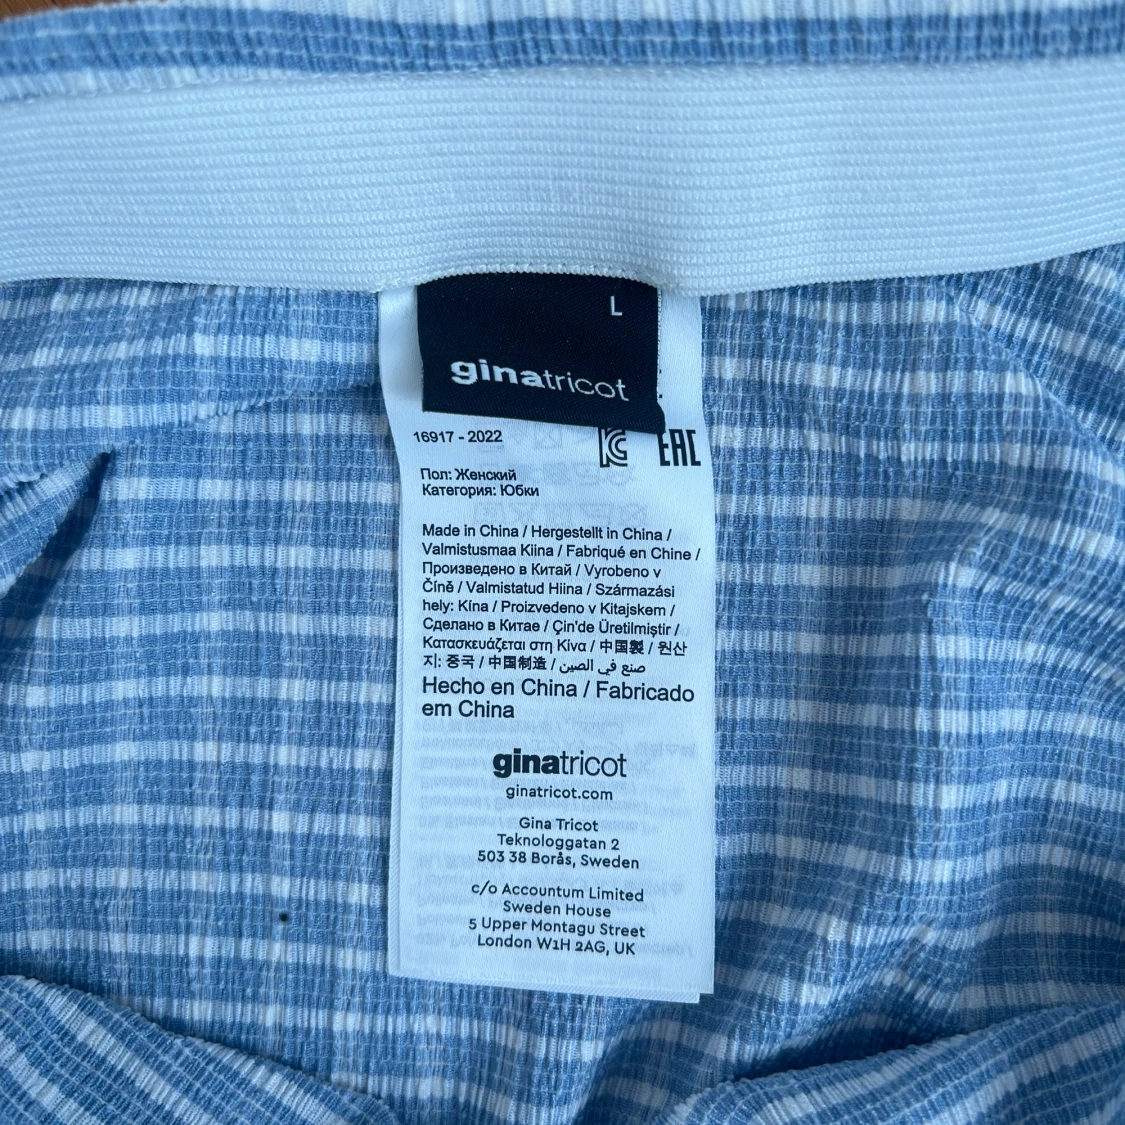 L
ginatricot
16917 - 2022
EAC
Пол: Женский
Категория: Юбки
Made in China / Hergestellt in China /
Valmistusmaa Kiina / Fabriqué en Chine /
Произведено в Китай / Vyrobeno v
Číně / Valmistatud Hiina / Származási
hely: Kína / Proizvedeno v Kitajskem /
Сделано в Китае / Çin'de Üretilmiştir /
Κατασκευάζεται στη Κίνα / 中国製 / 원산
지: 중국 / 中国制造 / صنع في الصين
Hecho en China / Fabricado
em China
ginatricot
ginatricot.com
Gina Tricot
Teknologgatan 2
503 38 Borås, Sweden
c/o Accountum Limited
Sweden House
5 Upper Montagu Street
London W1H 2AG, UK